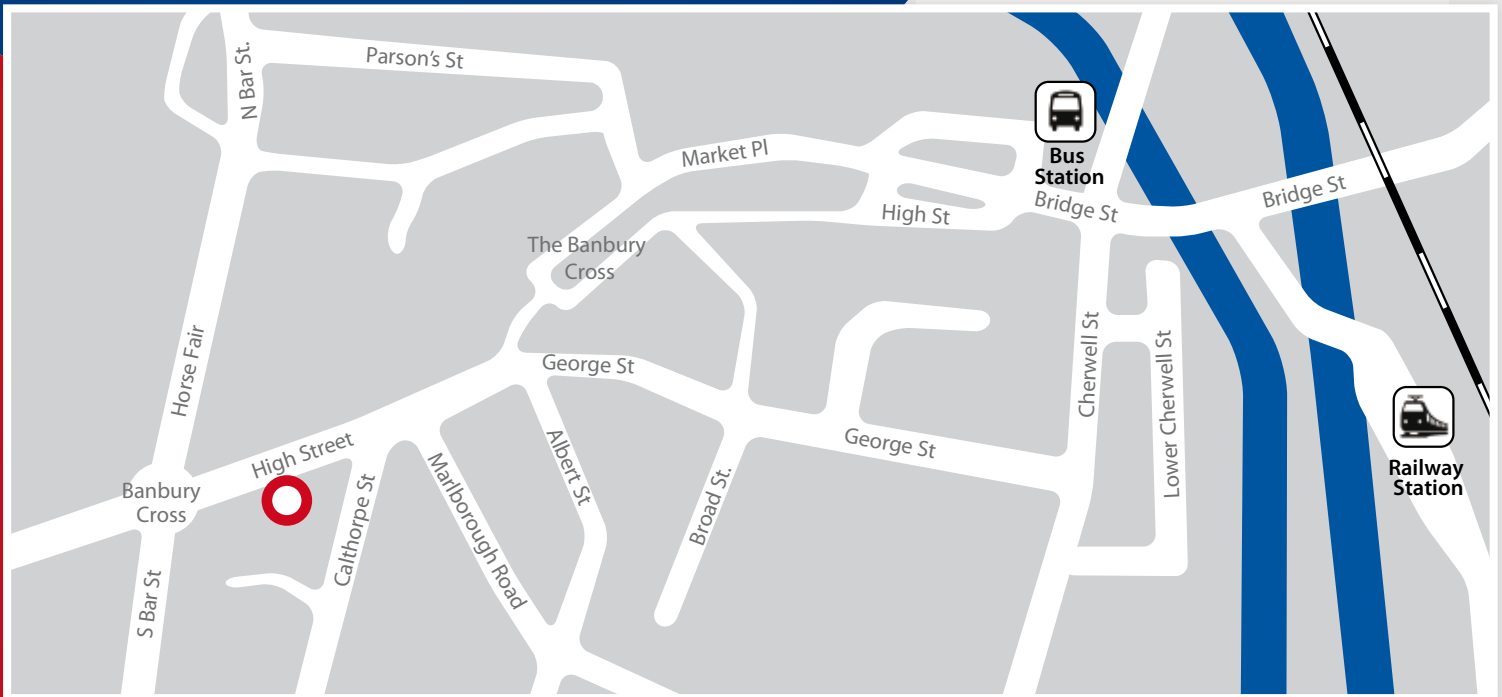 N Bar St.
Parson's St
Market Pl
Bus
Station
Bridge St
Bridge St
High St
The Banbury
Cross
Horse Fair
George St
Cherwell St
Lower Cherwell St
High Street
Albert St
George St
Marlborough Road
Broad St.
Calthorpe St
Banbury
Cross
S Bar St
Railway
Station